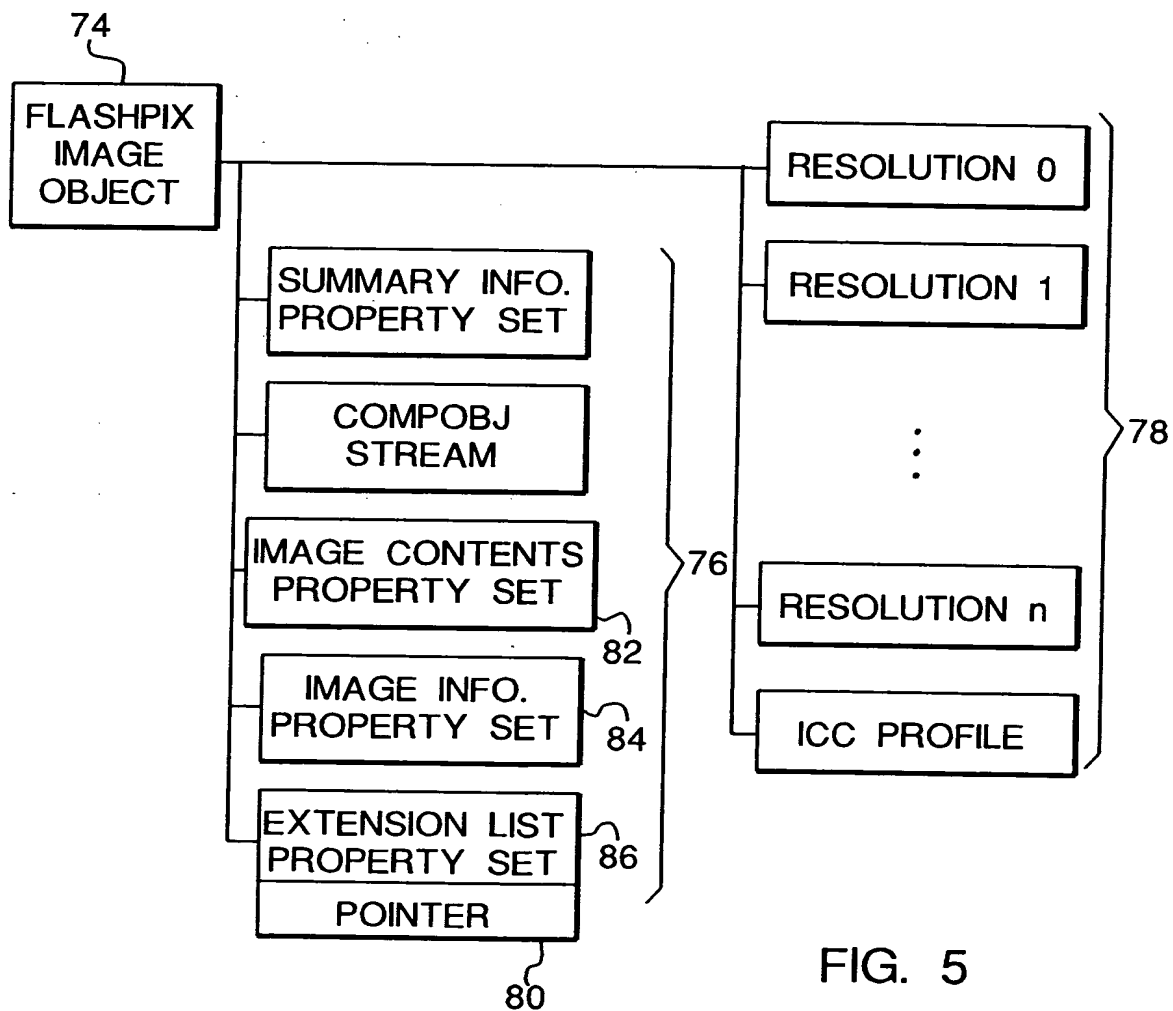 74
FLASHPIX
IMAGE
OBJECT
SUMMARY INFO.
PROPERTY SET
COMPOBJ
STREAM
IMAGE CONTENTS
PROPERTY SET
82
IMAGE INFO.
PROPERTY SET
84
EXTENSION LIST
PROPERTY SET
86
POINTER
80
76
RESOLUTION 0
RESOLUTION 1
RESOLUTION n
ICC PROFILE
78
FIG. 5